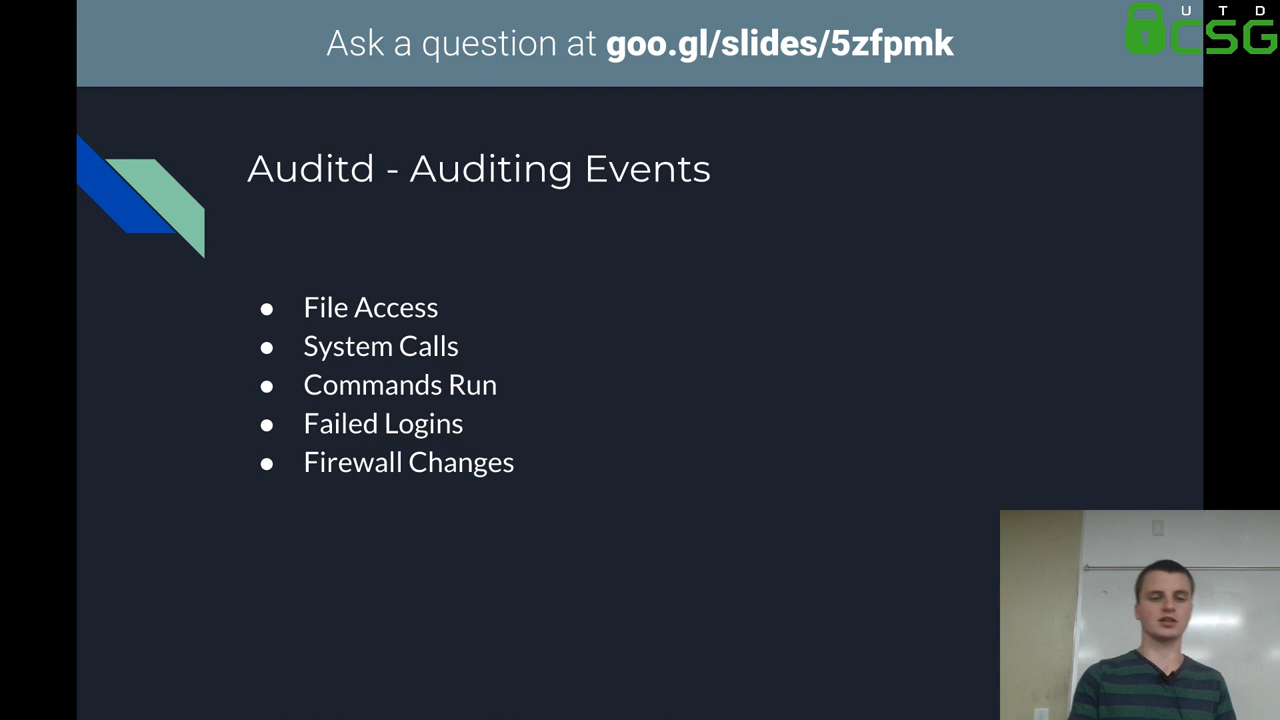 Ask a question at goo.gl/slides/5zfpmk
UTD
CSG
Auditd - Auditing Events
● File Access
● System Calls
● Commands Run
● Failed Logins
● Firewall Changes